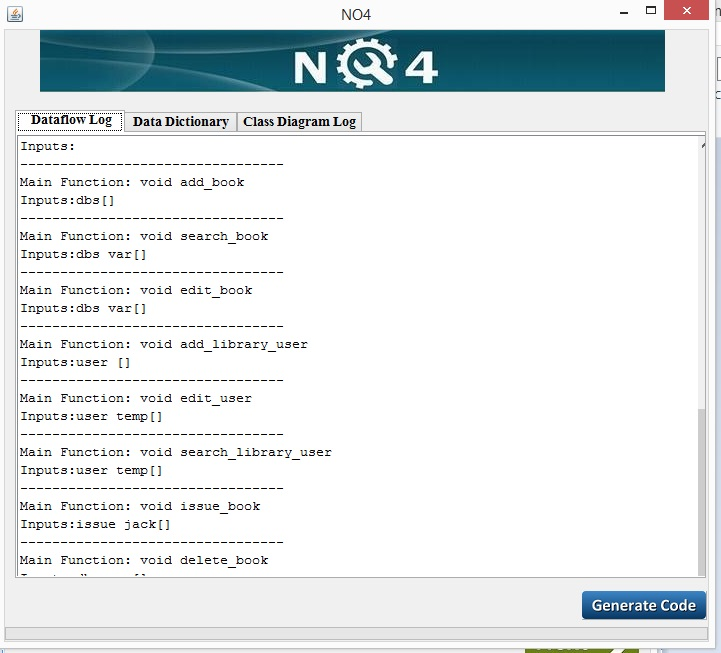 NO4
NO4
Dataflow Log
Data Dictionary
Class Diagram Log
Inputs:
---------------------------------
Main Function: void add_book
Inputs:dbs[]
---------------------------------
Main Function: void search_book
Inputs:dbs var[]
---------------------------------
Main Function: void edit_book
Inputs:dbs var[]
---------------------------------
Main Function: void add_library_user
Inputs:user []
---------------------------------
Main Function: void edit_user
Inputs:user temp[]
---------------------------------
Main Function: void search_library_user
Inputs:user temp[]
---------------------------------
Main Function: void issue_book
Inputs:issue jack[]
---------------------------------
Main Function: void delete_book
Generate Code